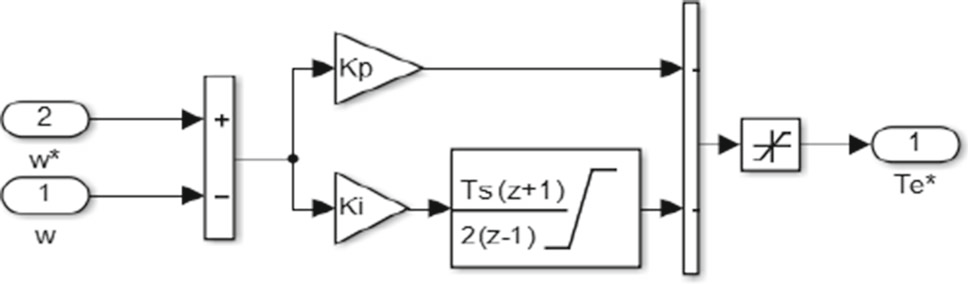 2
w*
1
w
+
−
Kp
Ki
Ts(z+1)
2(z-1)
-
-
1
Te*